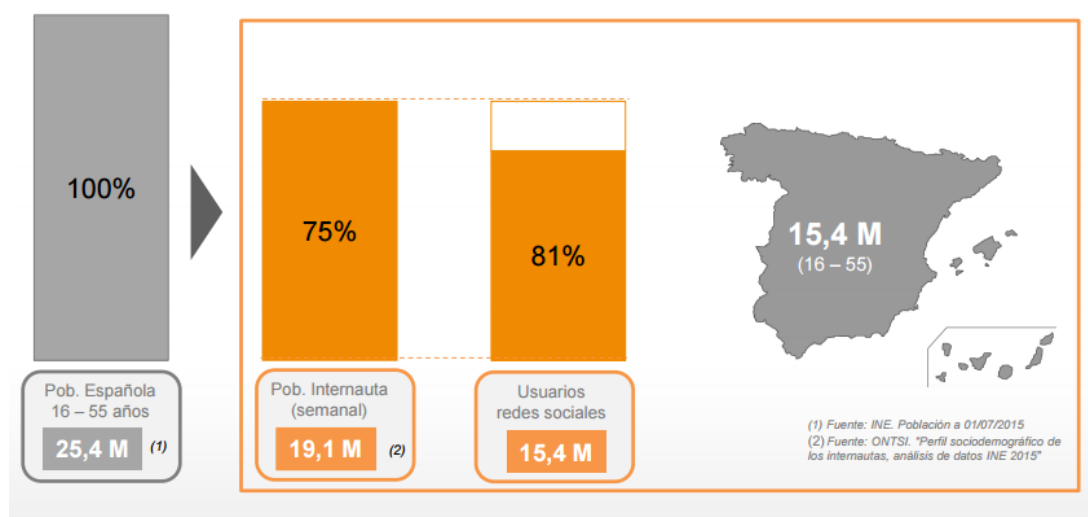 100%
75%
81%
15,4 M
(16 – 55)
Pob. Española
16 – 55 años
25,4 M (1)
Pob. Internauta
(semanal)
19,1 M (2)
Usuarios
redes sociales
15,4 M
(1) Fuente: INE. Población a 01/07/2015
(2) Fuente: ONTSI. "Perfil sociodemográfico de
los internautas, análisis de datos INE 2015"